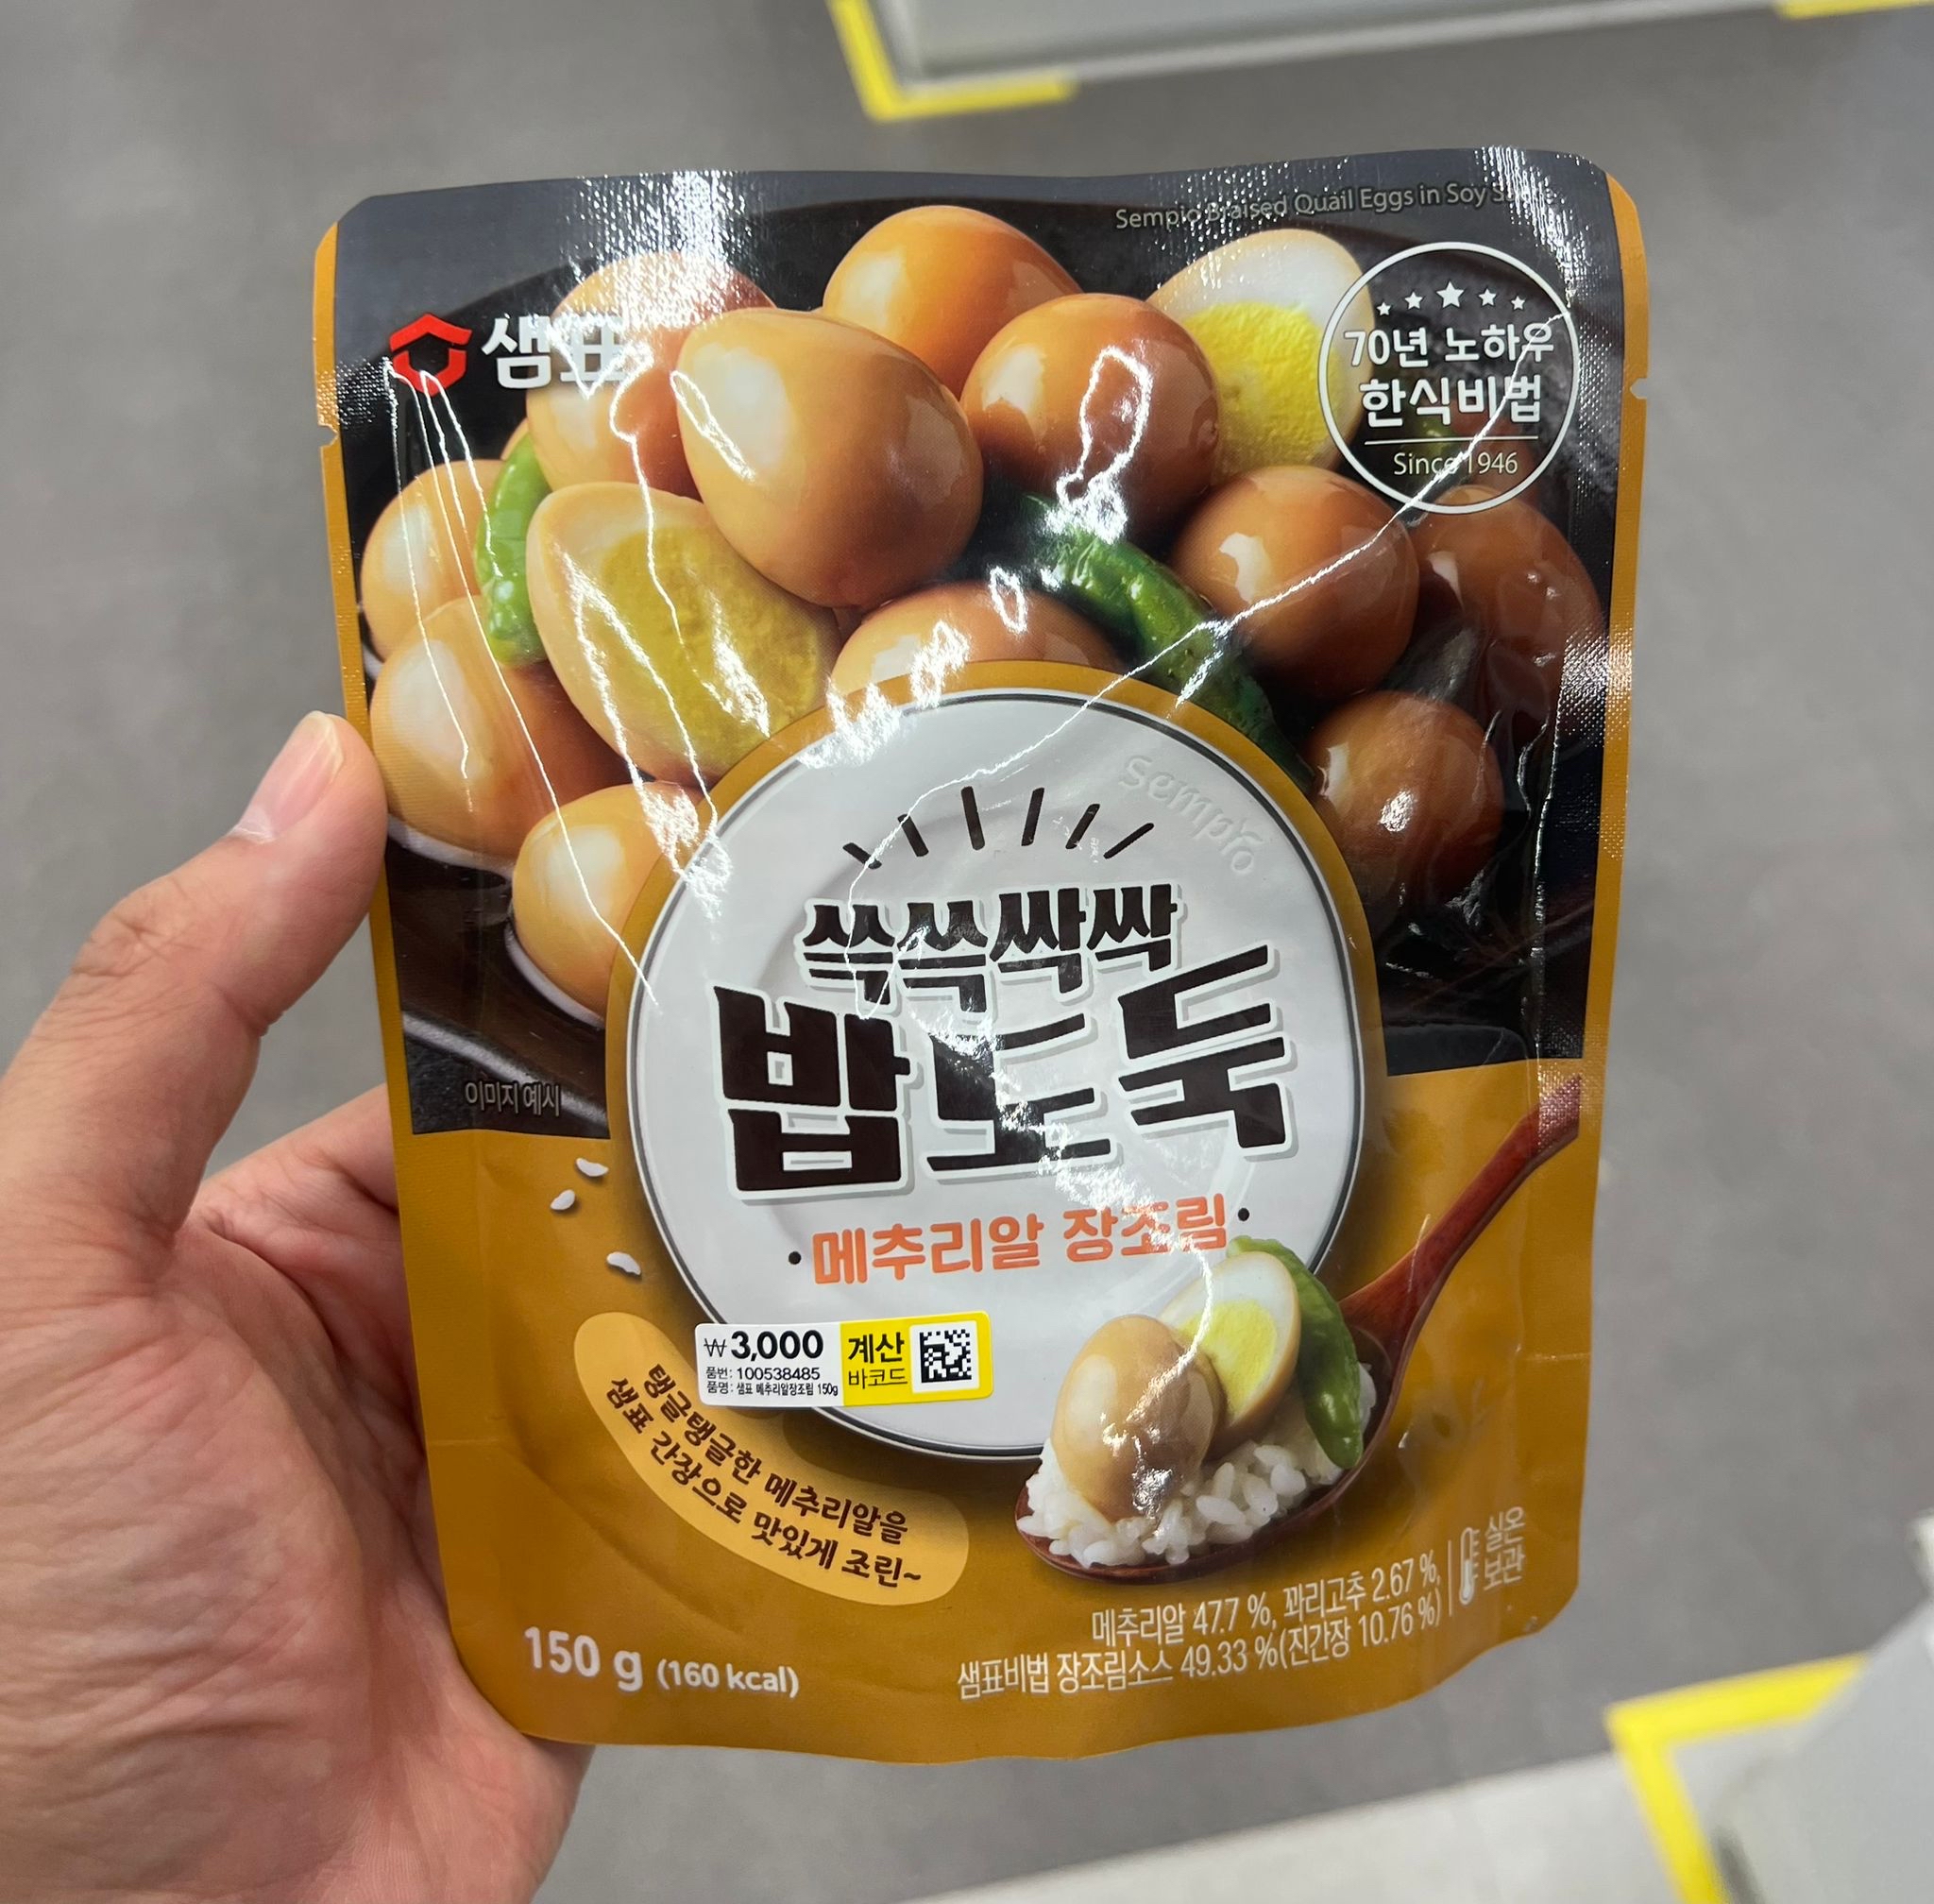 Sempio Braised Quail Eggs in Soy
샘표
70년 노하우
한식비법
Since 1946
sempio
쓱쓱싹싹
밥도둑
메추리알 장조림
이미지 예시
₩3,000
품번: 100538485
품명: 샘표 메추리알장조림 150g
계산
바코드
탱글탱글한 메추리알을
샘표 간장으로 맛있게 조린~
150 g (160 kcal)
메추리알 47.7 %, 꽈리고추 2.67 %,
샘표비법 장조림소스 49.33 %(진간장 10.76 %)
실온
보관